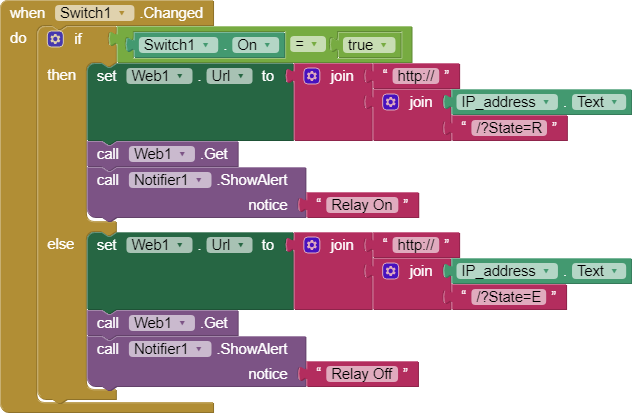 when Switch1 .Changed
do if Switch1 . On = true
then set Web1 . Url to join “ http:// ”
join IP_address . Text
“ /?State=R ”
call Web1 .Get
call Notifier1 .ShowAlert
notice “ Relay On ”
else set Web1 . Url to join “ http:// ”
join IP_address . Text
“ /?State=E ”
call Web1 .Get
call Notifier1 .ShowAlert
notice “ Relay Off ”